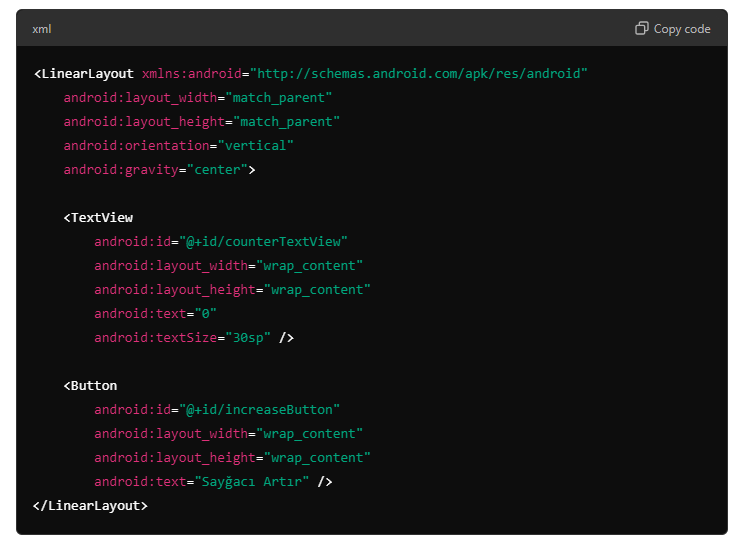 xml
Copy code
<LinearLayout xmlns:android="http://schemas.android.com/apk/res/android"
    android:layout_width="match_parent"
    android:layout_height="match_parent"
    android:orientation="vertical"
    android:gravity="center">

    <TextView
        android:id="@+id/counterTextView"
        android:layout_width="wrap_content"
        android:layout_height="wrap_content"
        android:text="0"
        android:textSize="30sp" />

    <Button
        android:id="@+id/increaseButton"
        android:layout_width="wrap_content"
        android:layout_height="wrap_content"
        android:text="Sayğacı Artır" />
</LinearLayout>